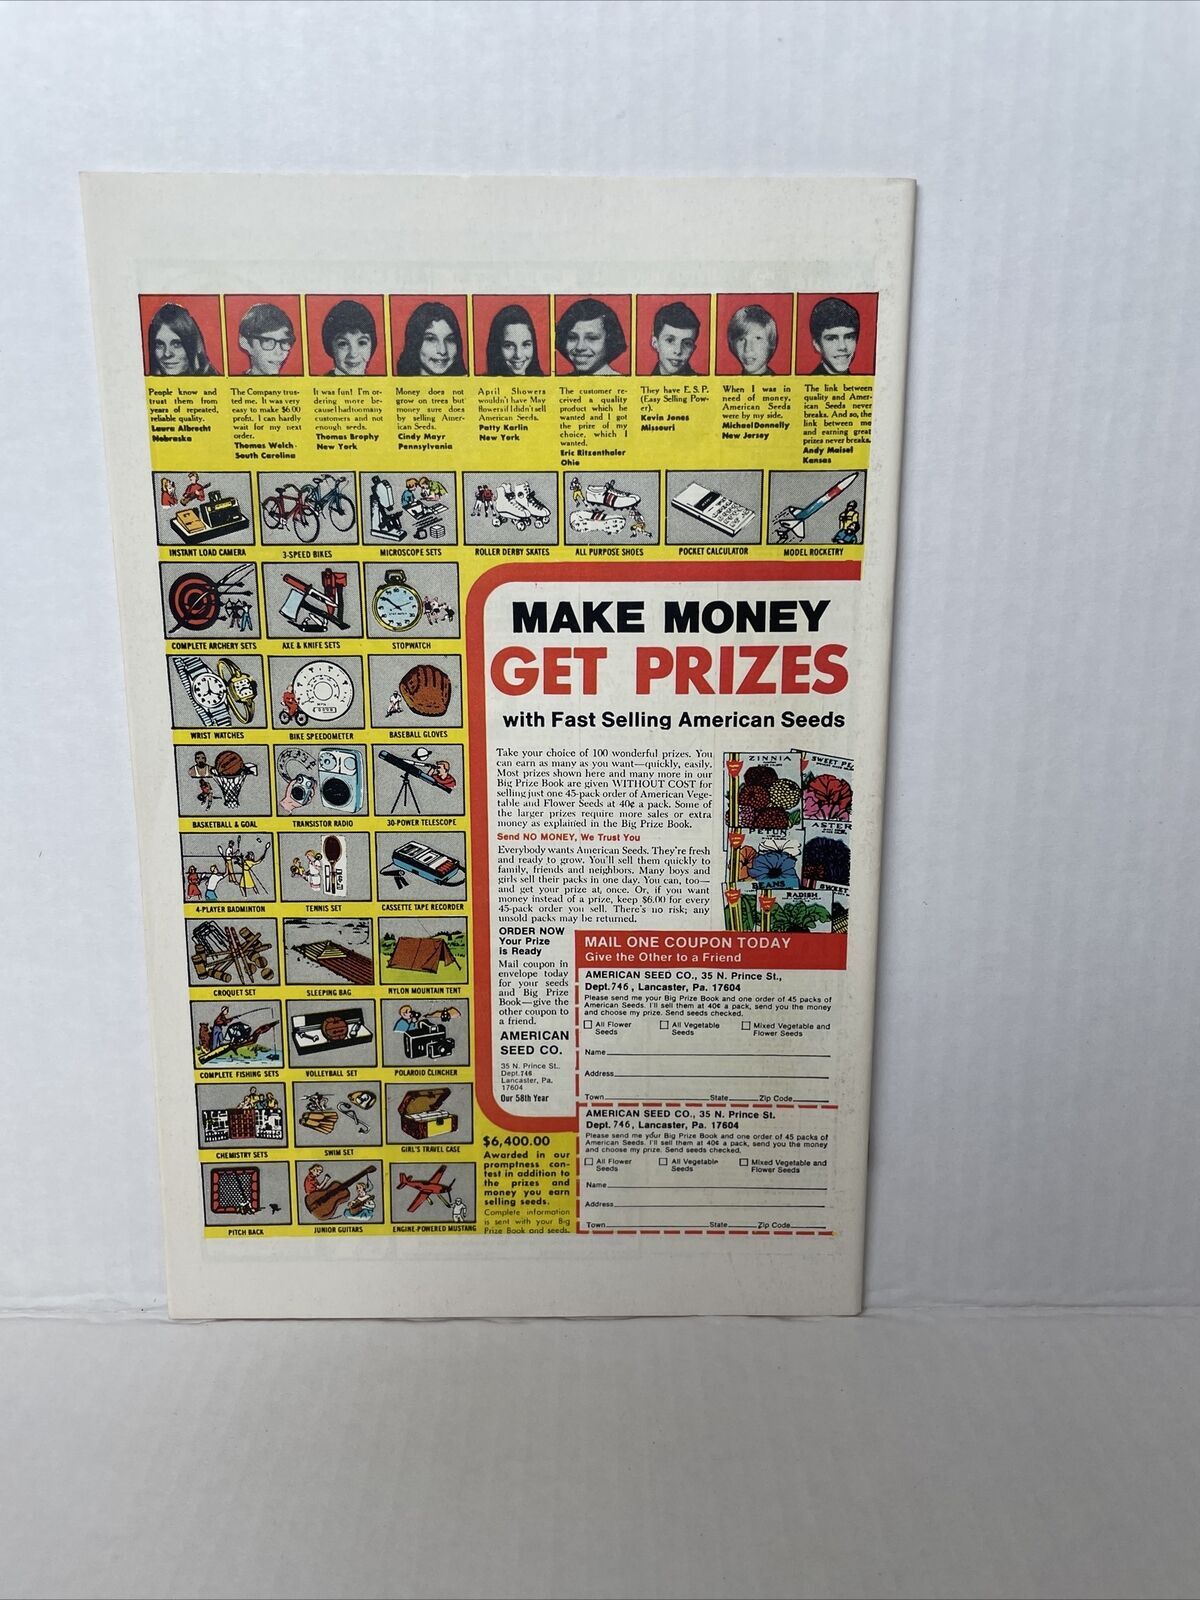 People know and
trust them from
years of repeated,
reliable quality.
Laura Albrecht
Nebraska
The Company trus-
ted me. It was very
easy to make $6.00
profit. I can hardly
wait for my next
order.
Thomas Welch
South Carolina
It was fun! I'm or-
dering more be-
cause I had too many
customers and not
enough seeds.
Thomas Brophy
New York
Money does not
grow on trees but
money sure does
by selling Amer-
ican Seeds.
Cindy Mayr
Pennsylvania
April Showers
wouldn't have May
flowers if I didn't sell
American Seeds.
Patty Karlin
New York
The customer re-
ceived a quality
product which he
wanted and I got
the prize of my
choice, which I
wanted.
Eric Ritzenthaler
Ohio
They have E.S.P.
(Easy Selling Pow-
er).
Kevin Jones
Missouri
When I was in
need of money,
American Seeds
were by my side.
Michael Donnelly
New Jersey
The link between
quality and Amer-
ican Seeds never
breaks. And so, the
link between me
and earning great
prizes never breaks.
Andy Maisel
Kansas
INSTANT LOAD CAMERA
3-SPEED BIKES
MICROSCOPE SETS
ROLLER DERBY SKATES
ALL PURPOSE SHOES
POCKET CALCULATOR
MODEL ROCKETRY
COMPLETE ARCHERY SETS
AXE & KNIFE SETS
STOPWATCH
WRIST WATCHES
BIKE SPEEDOMETER
BASEBALL GLOVES
BASKETBALL & GOAL
TRANSISTOR RADIO
30-POWER TELESCOPE
4-PLAYER BADMINTON
TENNIS SET
CASSETTE TAPE RECORDER
CROQUET SET
SLEEPING BAG
NYLON MOUNTAIN TENT
COMPLETE FISHING SETS
VOLLEYBALL SET
POLAROID CLINCHER
CHEMISTRY SETS
SWIM SET
GIRL'S TRAVEL CASE
PITCH BACK
JUNIOR GUITARS
ENGINE-POWERED MUSTANG
MAKE MONEY
GET PRIZES
with Fast Selling American Seeds
Take your choice of 100 wonderful prizes. You
can earn as many as you want—quickly, easily.
Most prizes shown here and many more in our
Big Prize Book are given WITHOUT COST for
selling just one 45-pack order of American Vege-
table and Flower Seeds at 40¢ a pack. Some of
the larger prizes require more sales or extra
money as explained in the Big Prize Book.
Send NO MONEY, We Trust You
Everybody wants American Seeds. They're fresh
and ready to grow. You'll sell them quickly to
family, friends and neighbors. Many boys and
girls sell their packs in one day. You can, too—
and get your prize at once. Or, if you want
money instead of a prize, keep $6.00 for every
45-pack order you sell. There's no risk; any
unsold packs may be returned.
ZINNIA
SWEET PE
ASTER
PETUN
BEANS
RADISH
SWEET
ORDER NOW
Your Prize
is Ready
Mail coupon in
envelope today
for your seeds
and Big Prize
Book—give the
other coupon to
a friend.
AMERICAN
SEED CO.
35 N. Prince St.,
Dept. 746
Lancaster, Pa.
17604
Our 58th Year
MAIL ONE COUPON TODAY
Give the Other to a Friend
AMERICAN SEED CO., 35 N. Prince St.,
Dept. 746, Lancaster, Pa. 17604
Please send me your Big Prize Book and one order of 45 packs of
American Seeds. I'll sell them at 40¢ a pack, send you the money
and choose my prize. Send seeds checked.
All Flower Seeds
All Vegetable Seeds
Mixed Vegetable and Flower Seeds
Name
Address
Town State Zip Code
AMERICAN SEED CO., 35 N. Prince St.
Dept. 746, Lancaster, Pa. 17604
Please send me your Big Prize Book and one order of 45 packs of
American Seeds. I'll sell them at 40¢ a pack, send you the money
and choose my prize. Send seeds checked.
All Flower Seeds
All Vegetable Seeds
Mixed Vegetable and Flower Seeds
Name
Address
Town State Zip Code
$6,400.00
Awarded in our
promptness con-
test in addition to
the prizes and
money you earn
selling seeds.
Complete information
is sent with your Big
Prize Book and seeds.